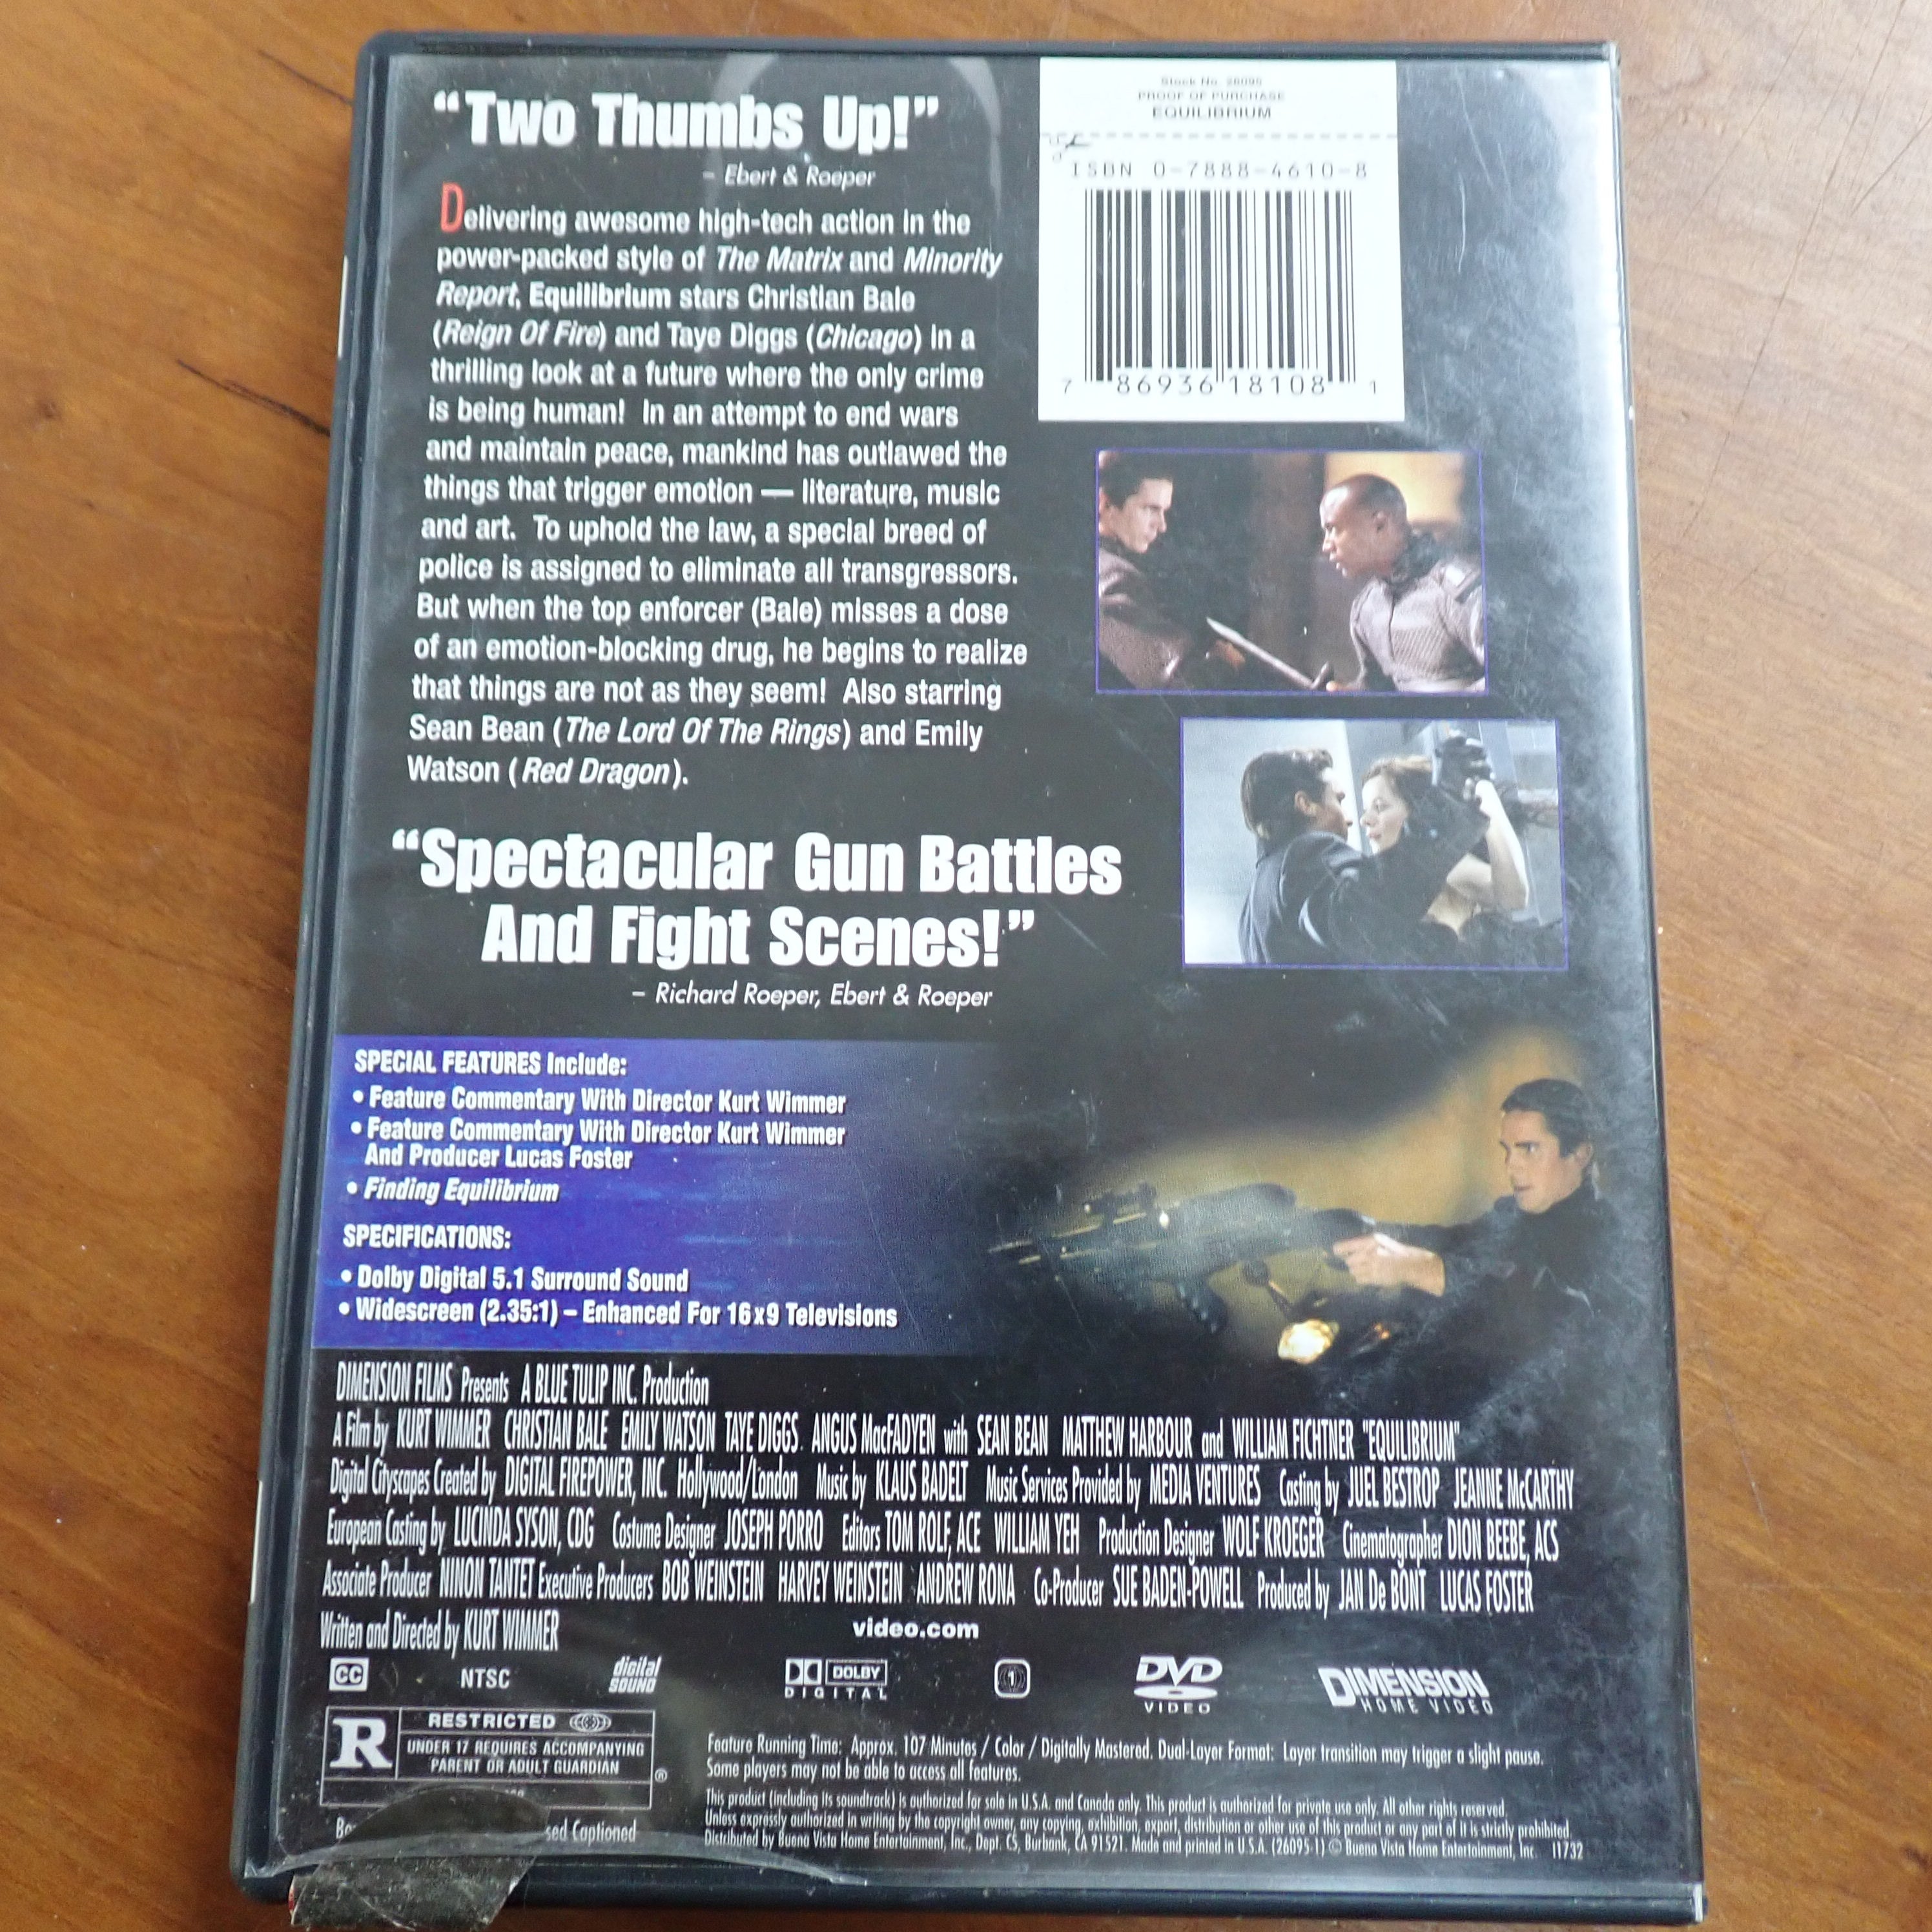 "Two Thumbs Up!"
– Ebert & Roeper
Delivering awesome high-tech action in the
power-packed style of The Matrix and Minority
Report, Equilibrium stars Christian Bale
(Reign Of Fire) and Taye Diggs (Chicago) in a
thrilling look at a future where the only crime
is being human! In an attempt to end wars
and maintain peace, mankind has outlawed the
things that trigger emotion — literature, music
and art. To uphold the law, a special breed of
police is assigned to eliminate all transgressors.
But when the top enforcer (Bale) misses a dose
of an emotion-blocking drug, he begins to realize
that things are not as they seem! Also starring
Sean Bean (The Lord Of The Rings) and Emily
Watson (Red Dragon).
"Spectacular Gun Battles
And Fight Scenes!"
– Richard Roeper, Ebert & Roeper
Stock No. 26095
PROOF OF PURCHASE
EQUILIBRIUM
ISBN 0-7888-4610-8
7 86936 18108 1
SPECIAL FEATURES Include:
• Feature Commentary With Director Kurt Wimmer
• Feature Commentary With Director Kurt Wimmer
And Producer Lucas Foster
• Finding Equilibrium
SPECIFICATIONS:
• Dolby Digital 5.1 Surround Sound
• Widescreen (2.35:1) – Enhanced For 16x9 Televisions
DIMENSION FILMS Presents A BLUE TULIP INC. Production
A Film by KURT WIMMER CHRISTIAN BALE EMILY WATSON TAYE DIGGS ANGUS MacFADYEN with SEAN BEAN MATTHEW HARBOUR and WILLIAM FICHTNER "EQUILIBRIUM"
Digital Cityscapes Created by DIGITAL FIREPOWER, INC. Hollywood/London Music by KLAUS BADELT Music Services Provided by MEDIA VENTURES Casting by JUEL BESTROP JEANNE McCARTHY
European Casting by LUCINDA SYSON, CDG Costume Designer JOSEPH PORRO Editors TOM ROLF, ACE WILLIAM YEH Production Designer WOLF KROEGER Cinematographer DION BEEBE, ACS
Associate Producer NINON TANTET Executive Producers BOB WEINSTEIN HARVEY WEINSTEIN ANDREW RONA Co-Producer SUE BADEN-POWELL Produced by JAN De BONT LUCAS FOSTER
Written and Directed by KURT WIMMER
video.com
CC NTSC digital SOUND DOLBY DIGITAL 1 DVD VIDEO DIMENSION HOME VIDEO
R RESTRICTED
UNDER 17 REQUIRES ACCOMPANYING
PARENT OR ADULT GUARDIAN
®
Captioned
Feature Running Time: Approx. 107 Minutes / Color / Digitally Mastered. Dual-Layer Format: Layer transition may trigger a slight pause.
Some players may not be able to access all features.
This product (including its soundtrack) is authorized for sale in U.S.A. and Canada only. This product is authorized for private use only. All other rights reserved.
Unless expressly authorized in writing by the copyright owner, any copying, exhibition, export, distribution or other use of this product or any part of it is strictly prohibited.
Distributed by Buena Vista Home Entertainment, Inc., Dept. CS, Burbank, CA 91521. Made and printed in U.S.A. (26095-1) © Buena Vista Home Entertainment, Inc. I1732